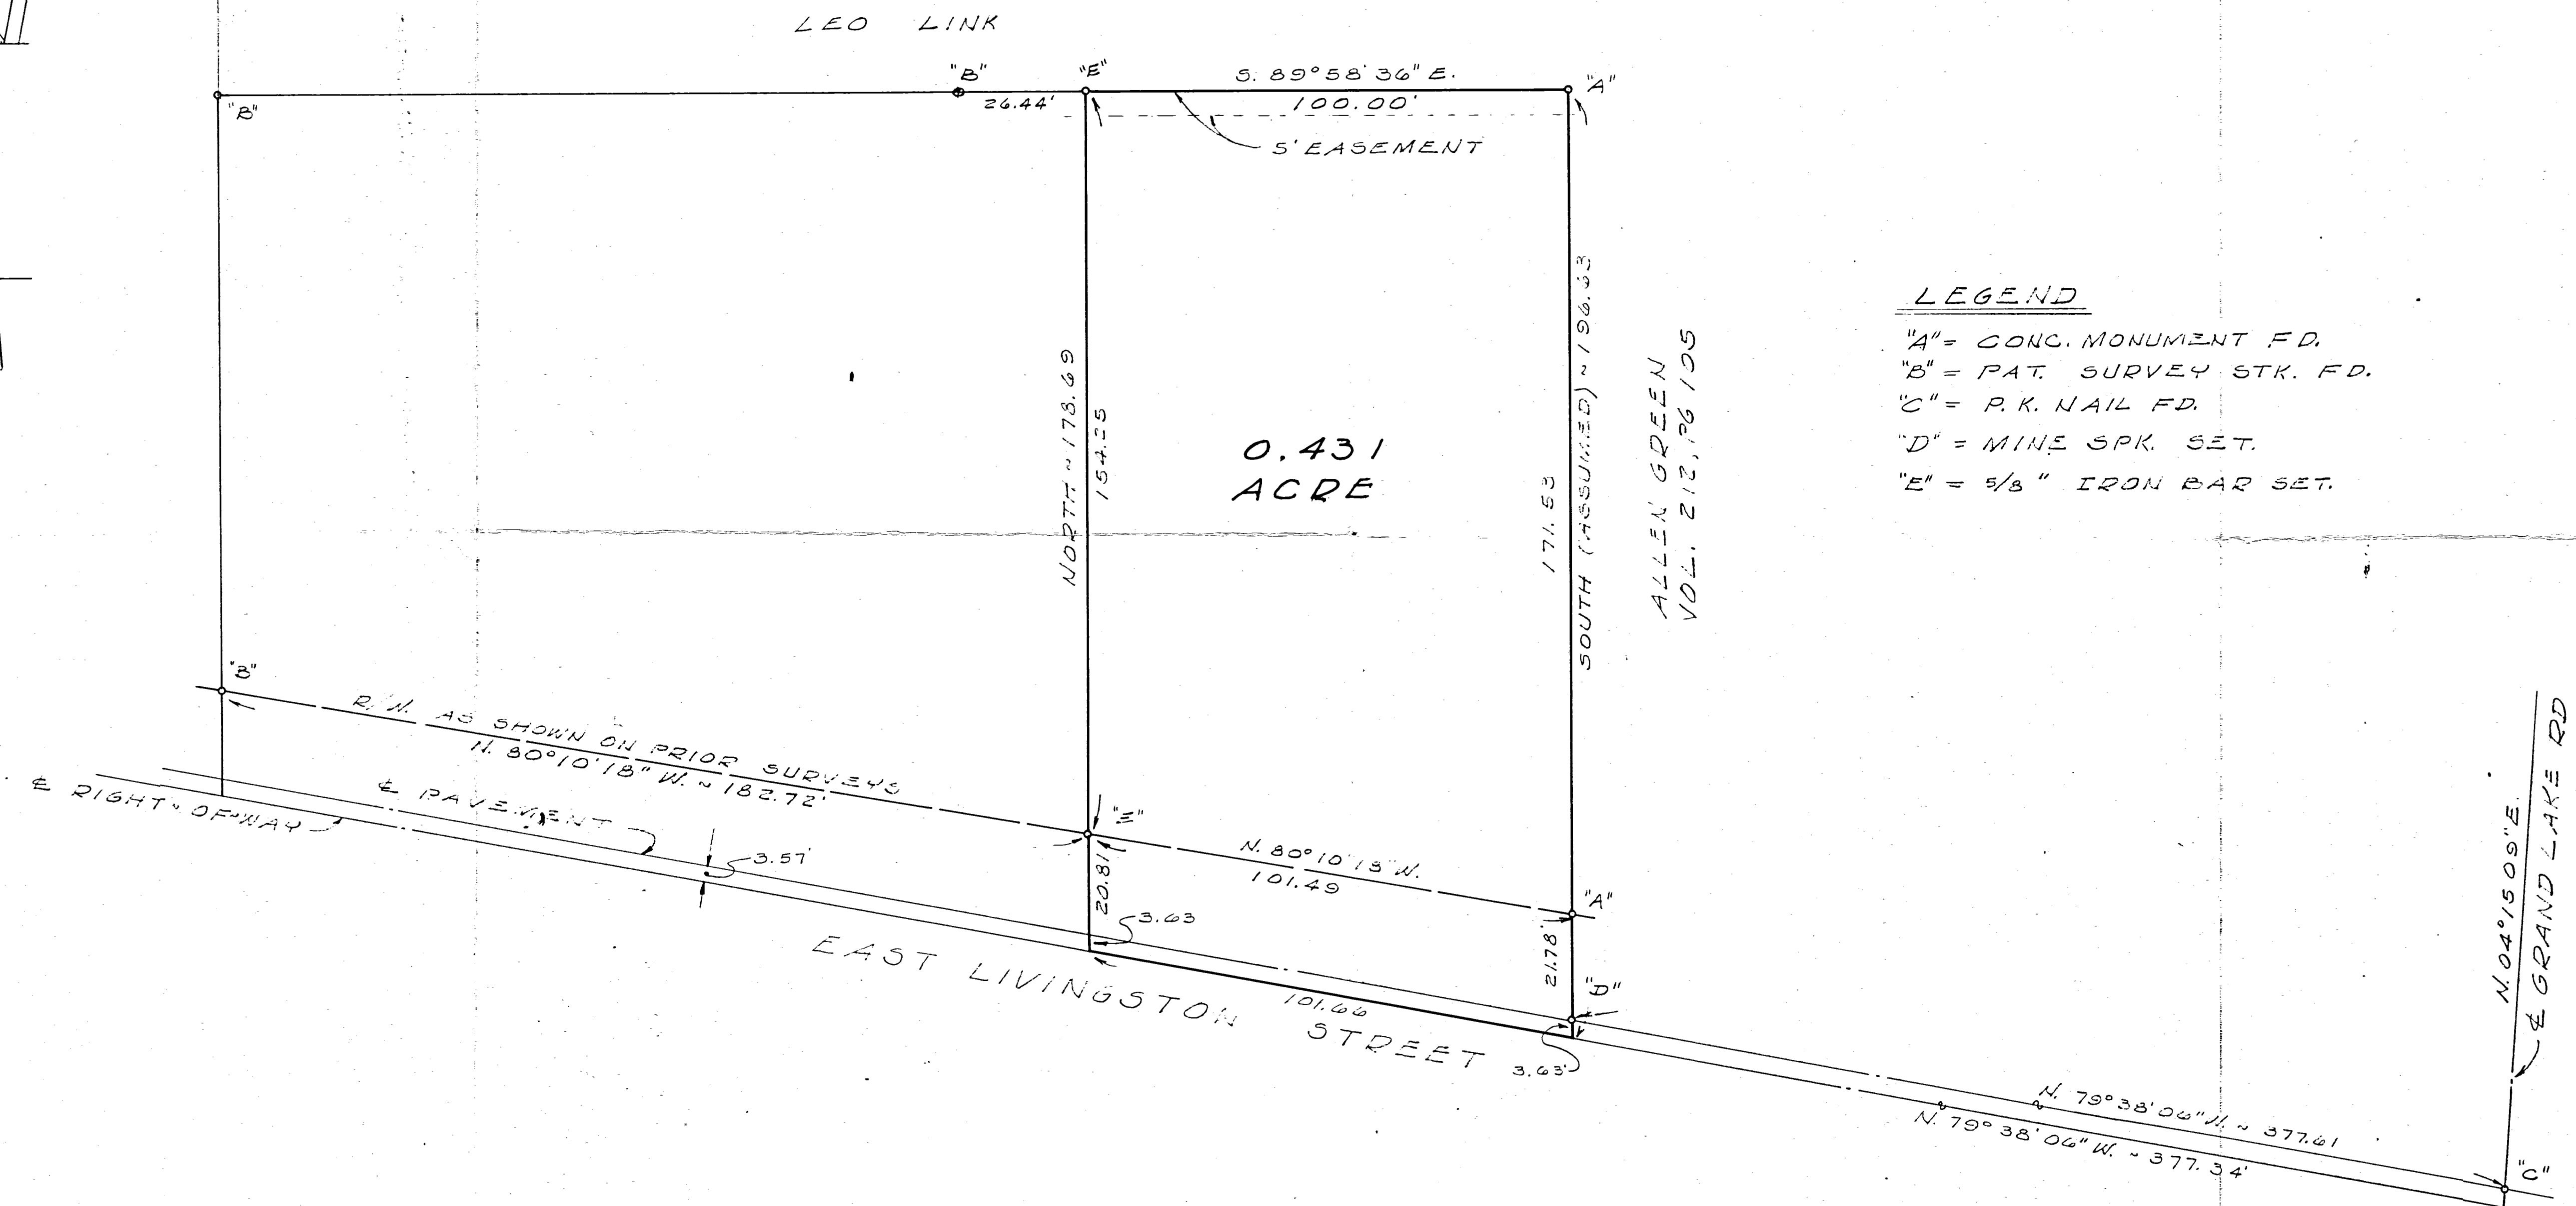 LEO LINK
"B"
"B"
26.44'
"E"
S. 89°58'36" E.
100.00'
"A"
5' EASEMENT
NORTH ~ 178.69
154.25
0.431
ACRE
171.53
SOUTH (ASSUMED) ~ 196.63
ALLEN GREEN
VOL. 212, PG 105
LEGEND
"A" = CONC. MONUMENT FD.
"B" = PAT. SURVEY STK. FD.
"C" = P.K. NAIL FD.
"D" = MINE SPK. SET.
"E" = 5/8" IRON BAR SET.
"B"
R/W. AS SHOWN ON PRIOR SURVEYS
N. 80°10'18" W. ~ 182.72'
℄ PAVEMENT
℄ RIGHT-OF-WAY
3.57'
"E"
20.81
3.63
N. 80°10'18" W.
101.49
"A"
21.78'
"D"
3.63'
101.66
EAST LIVINGSTON STREET
N. 79°38'06" W. ~ 377.61
N. 79°38'06" W. ~ 377.34'
"C"
N. 04°15'09" E.
℄ GRAND LAKE RD